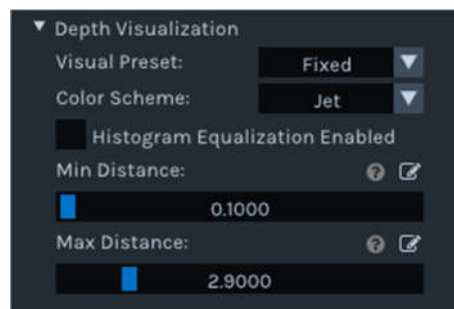 Depth Visualization
Visual Preset: Fixed
Color Scheme: Jet
Histogram Equalization Enabled
Min Distance: ?
0.1000
Max Distance: ?
2.9000